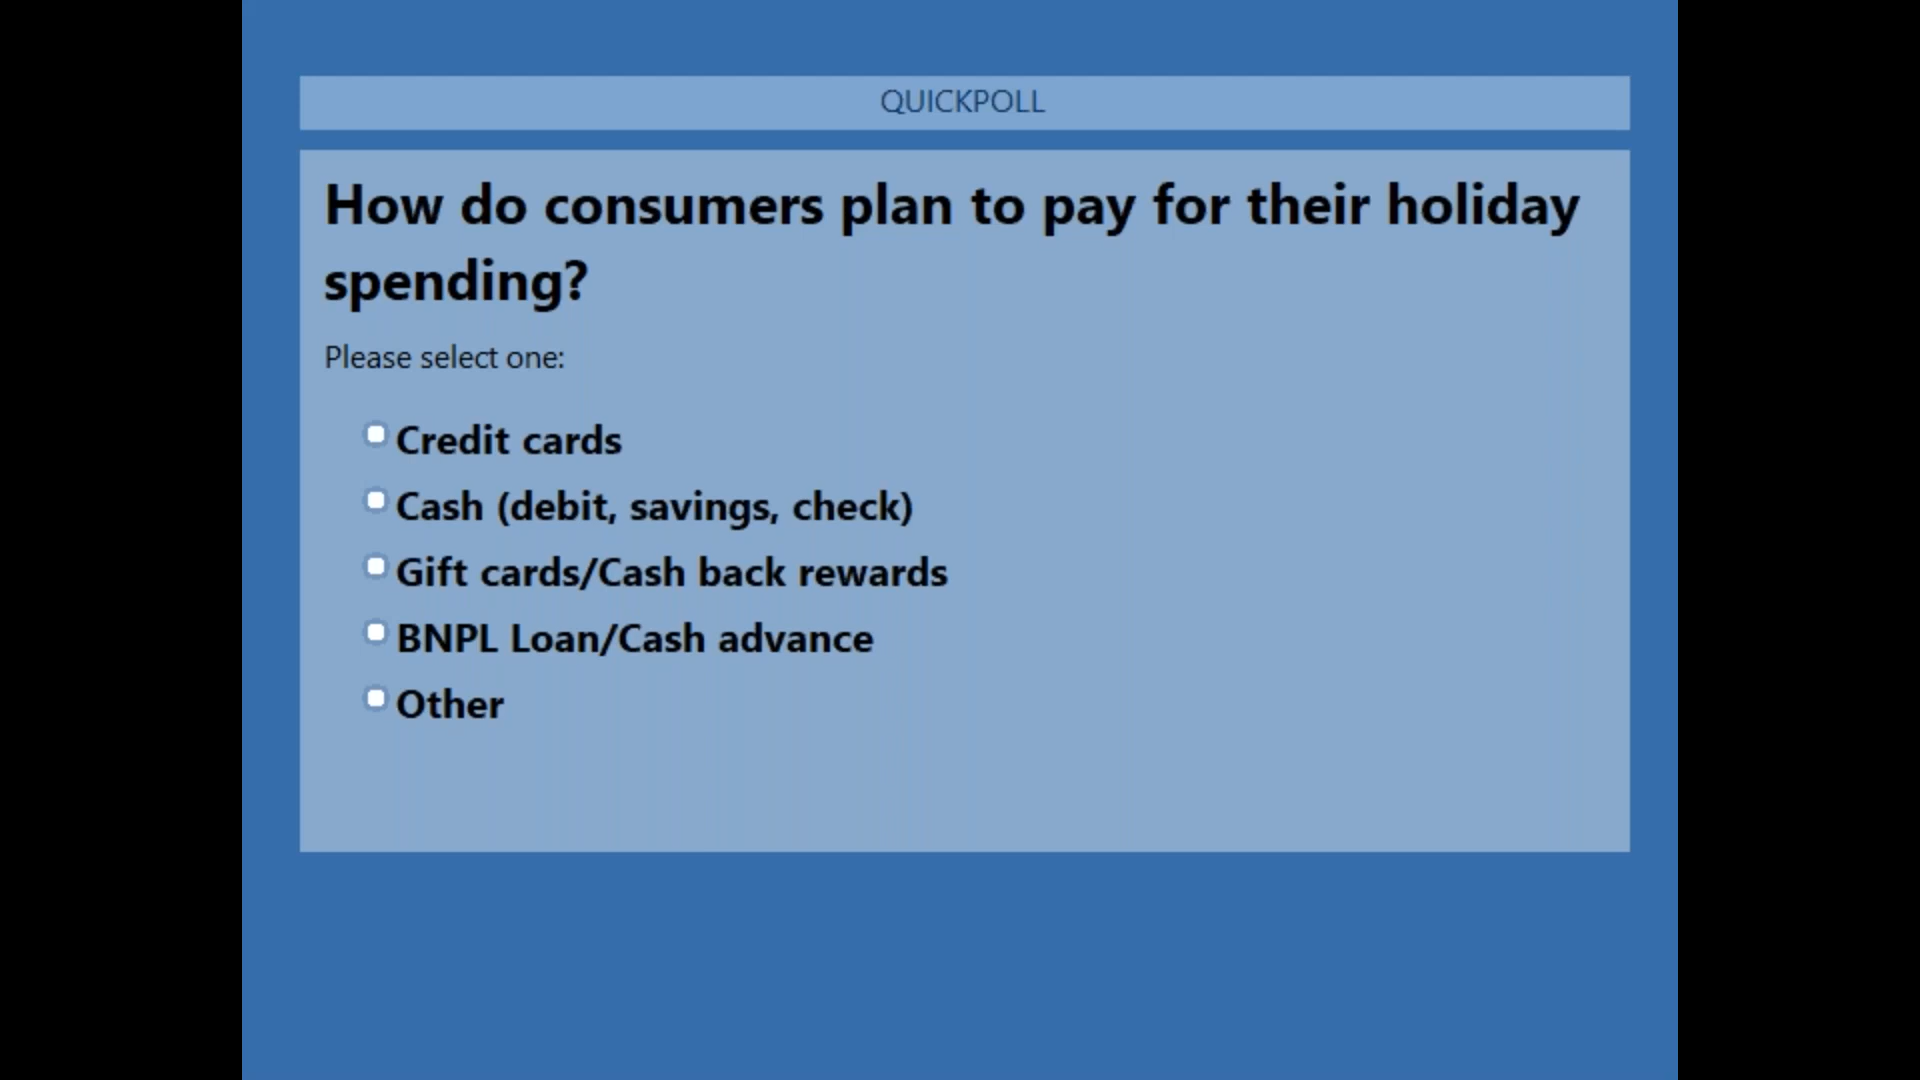 QUICKPOLL
How do consumers plan to pay for their holiday
spending?
Please select one:
Credit cards
Cash (debit, savings, check)
Gift cards/Cash back rewards
BNPL Loan/Cash advance
Other